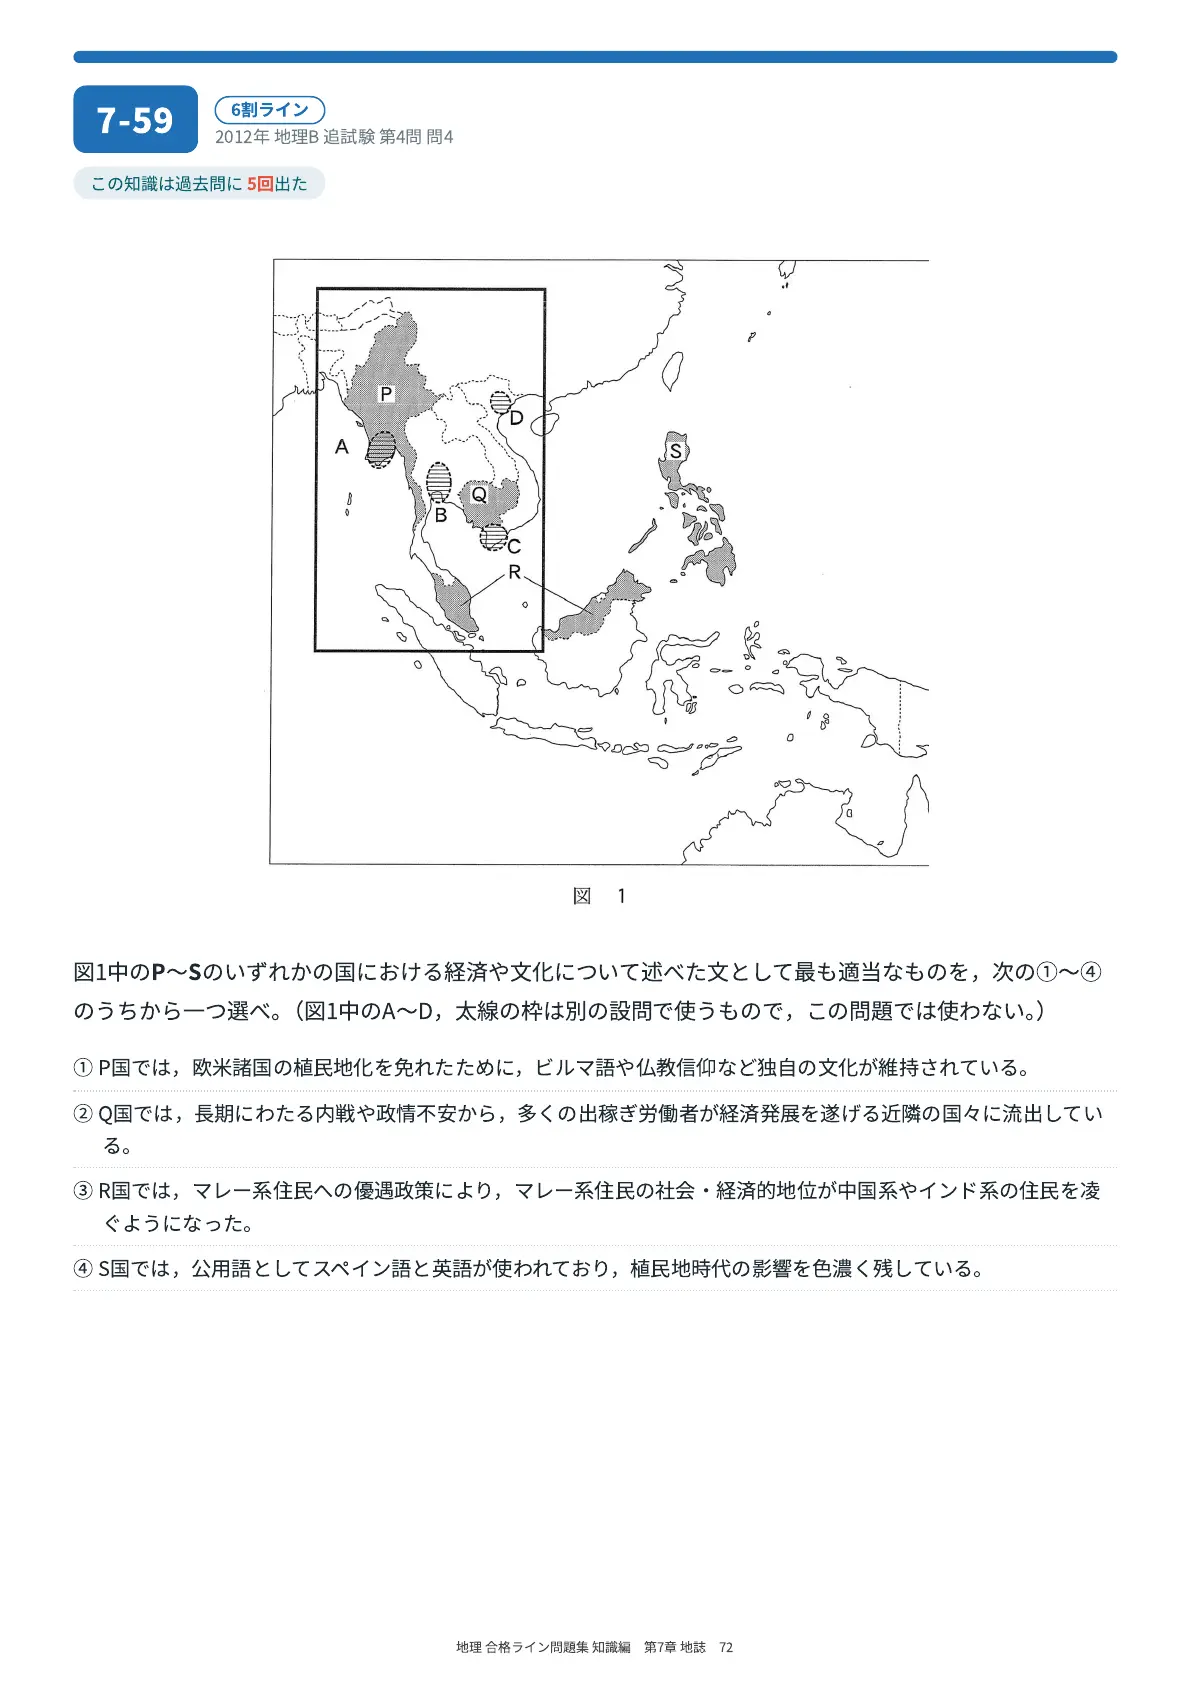 7-59
6割ライン
2012年 地理B 追試験 第4問 問4
この知識は過去問に 5回出た
P
A
D
S
Q
B
C
R
図 1
図1中のP～Sのいずれかの国における経済や文化について述べた文として最も適当なものを，次の①～④
のうちから一つ選べ。（図1中のA～D，太線の枠は別の設問で使うもので，この問題では使わない。）
① P国では，欧米諸国の植民地化を免れたために，ビルマ語や仏教信仰など独自の文化が維持されている。
② Q国では，長期にわたる内戦や政情不安から，多くの出稼ぎ労働者が経済発展を遂げる近隣の国々に流出してい
る。
③ R国では，マレー系住民への優遇政策により，マレー系住民の社会・経済的地位が中国系やインド系の住民を凌
ぐようになった。
④ S国では，公用語としてスペイン語と英語が使われており，植民地時代の影響を色濃く残している。
地理 合格ライン問題集 知識編 第7章 地誌 72